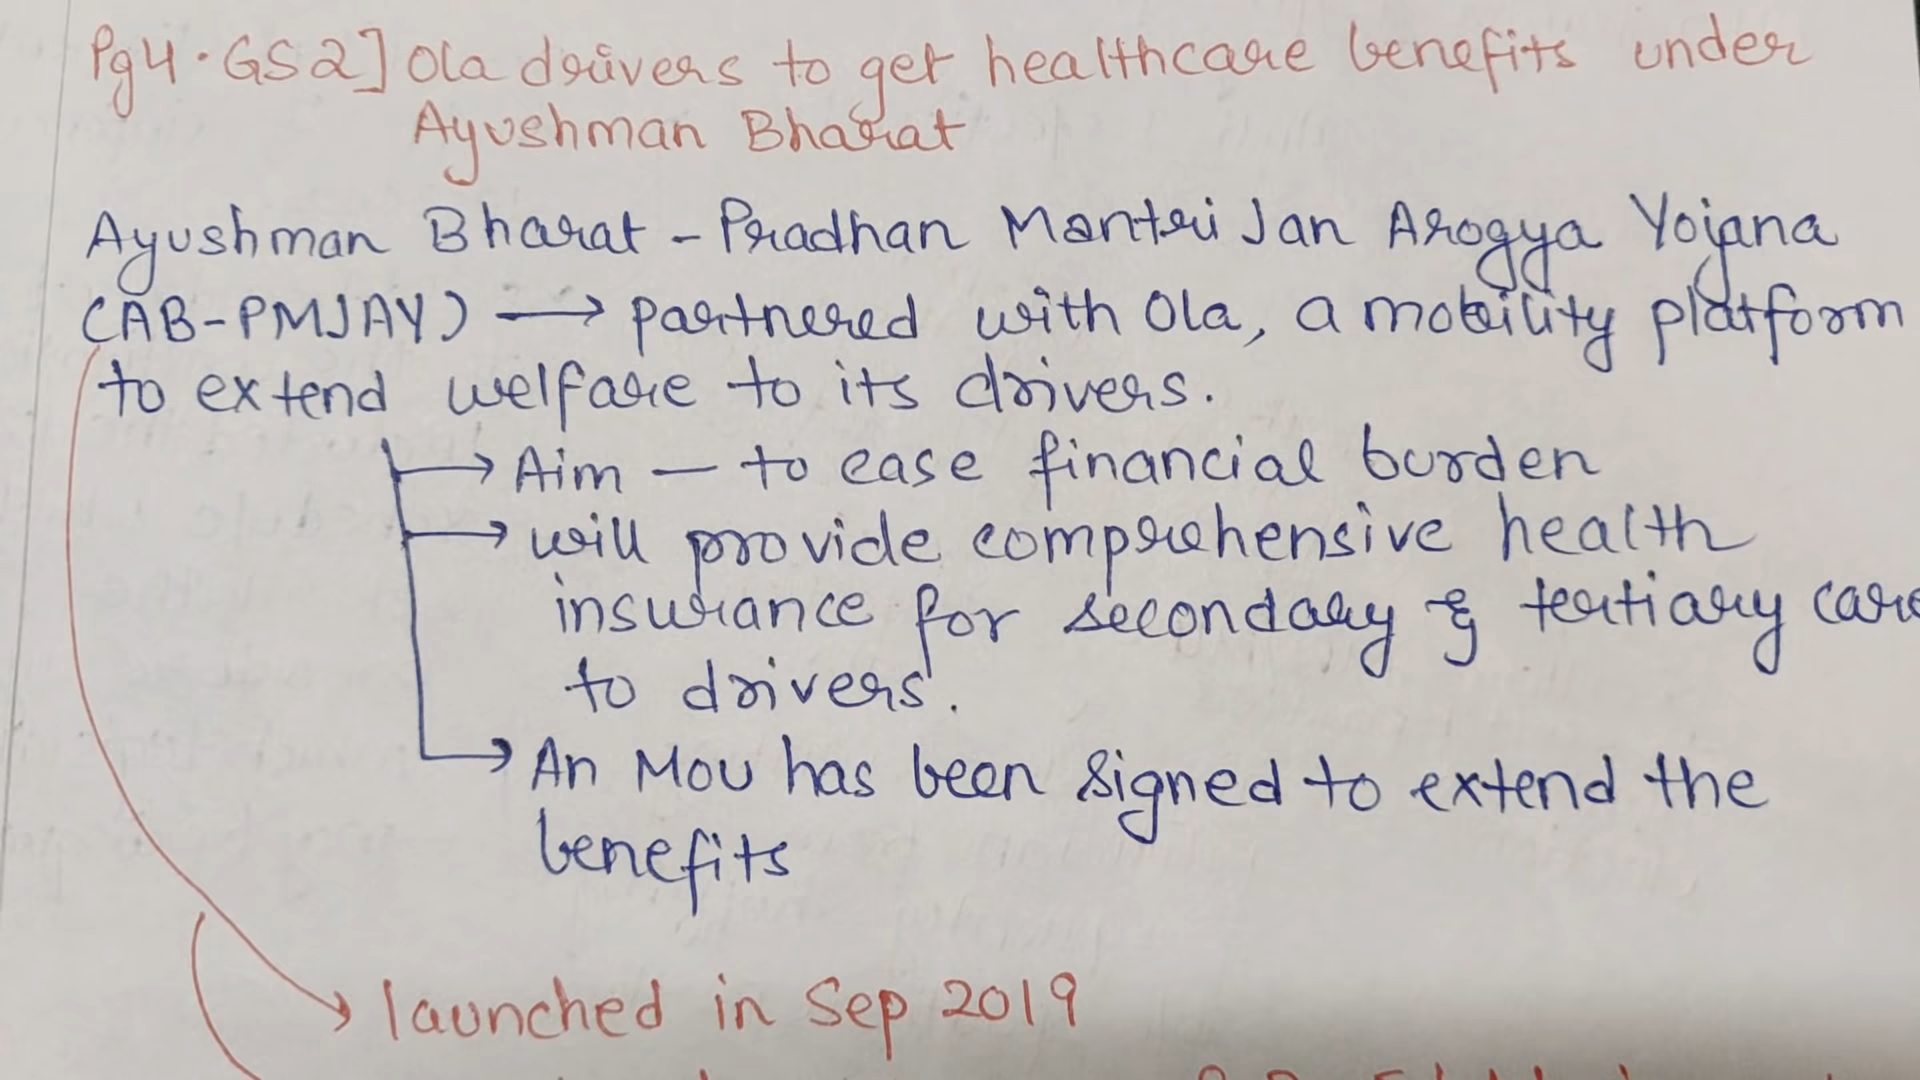 Pg4 · GS2] Ola drivers to get healthcare benefits under
Ayushman Bharat
Ayushman Bharat - Pradhan Mantri Jan Arogya Yojana
(AB-PMJAY) → partnered with Ola, a mobility platform
to extend welfare to its drivers.
→ Aim — to ease financial burden
→ will provide comprehensive health
insurance for secondary & tertiary care
to drivers.
→ An MOU has been signed to extend the
benefits
→ launched in Sep 2019